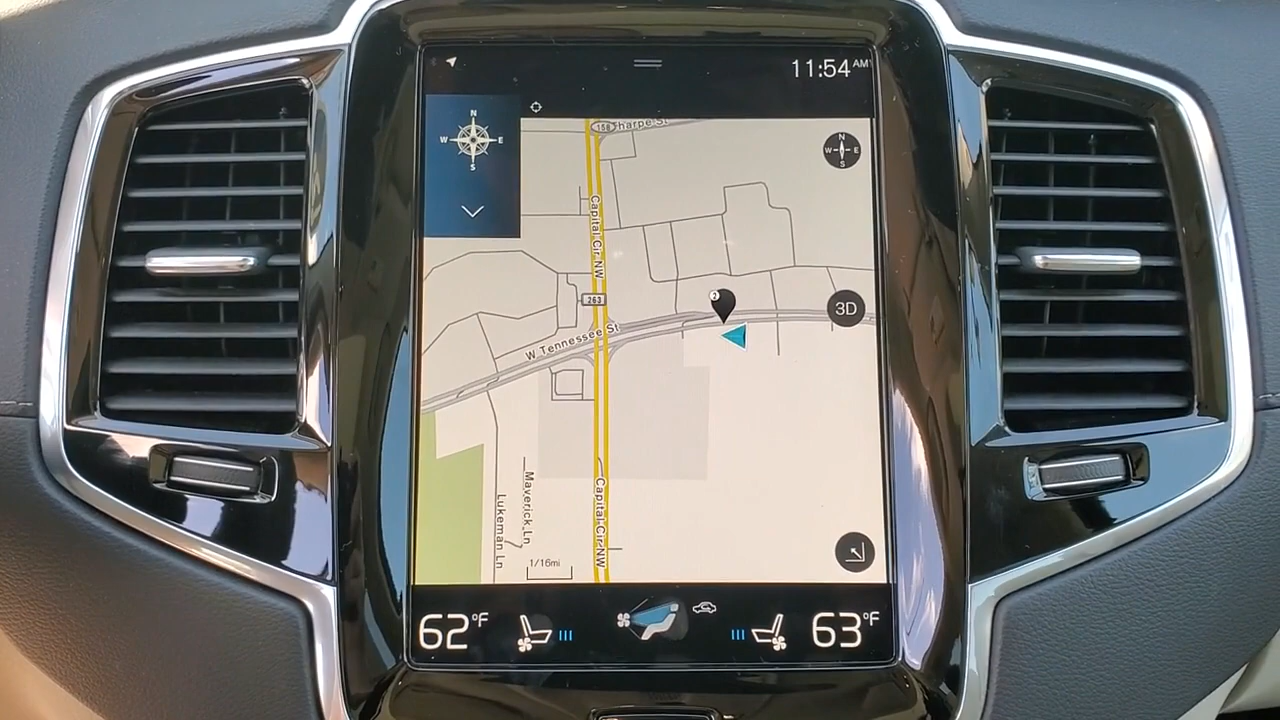 11:54 AM
N
W E
S
158 Tharpe St
N
W E
S
Capital Cir NW
263
3D
W Tennessee St
Maverick Ln
Lukeman Ln
Capital Cir NW
1/16mi
62°F
63°F